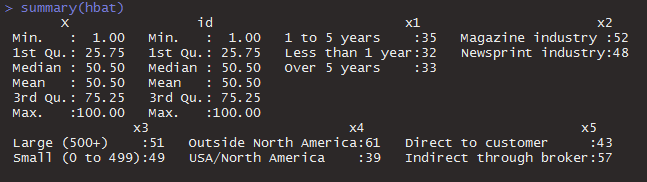 > summary(hbat)
x id x1 x2
Min. : 1.00 Min. : 1.00 1 to 5 years :35 Magazine industry :52
1st Qu.: 25.75 1st Qu.: 25.75 Less than 1 year:32 Newsprint industry:48
Median : 50.50 Median : 50.50 Over 5 years :33
Mean : 50.50 Mean : 50.50
3rd Qu.: 75.25 3rd Qu.: 75.25
Max. :100.00 Max. :100.00
x3 x4 x5
Large (500+) :51 Outside North America:61 Direct to customer :43
Small (0 to 499):49 USA/North America :39 Indirect through broker:57